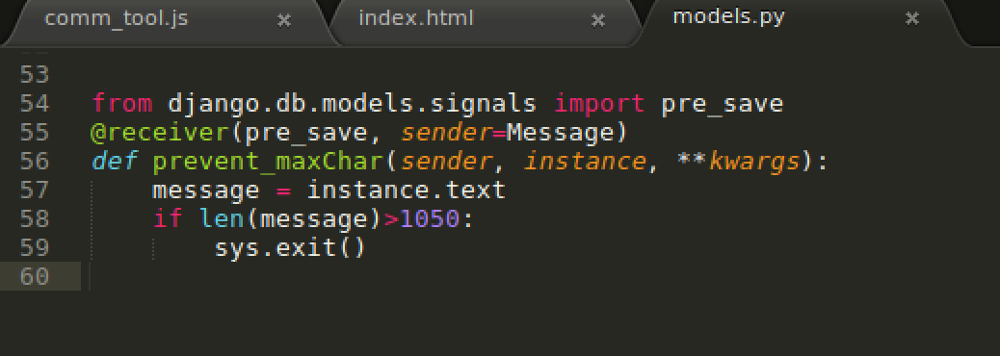 comm_tool.js × index.html × models.py ×
53
54 from django.db.models.signals import pre_save
55 @receiver(pre_save, sender=Message)
56 def prevent_maxChar(sender, instance, **kwargs):
57     message = instance.text
58     if len(message)>1050:
59         sys.exit()
60